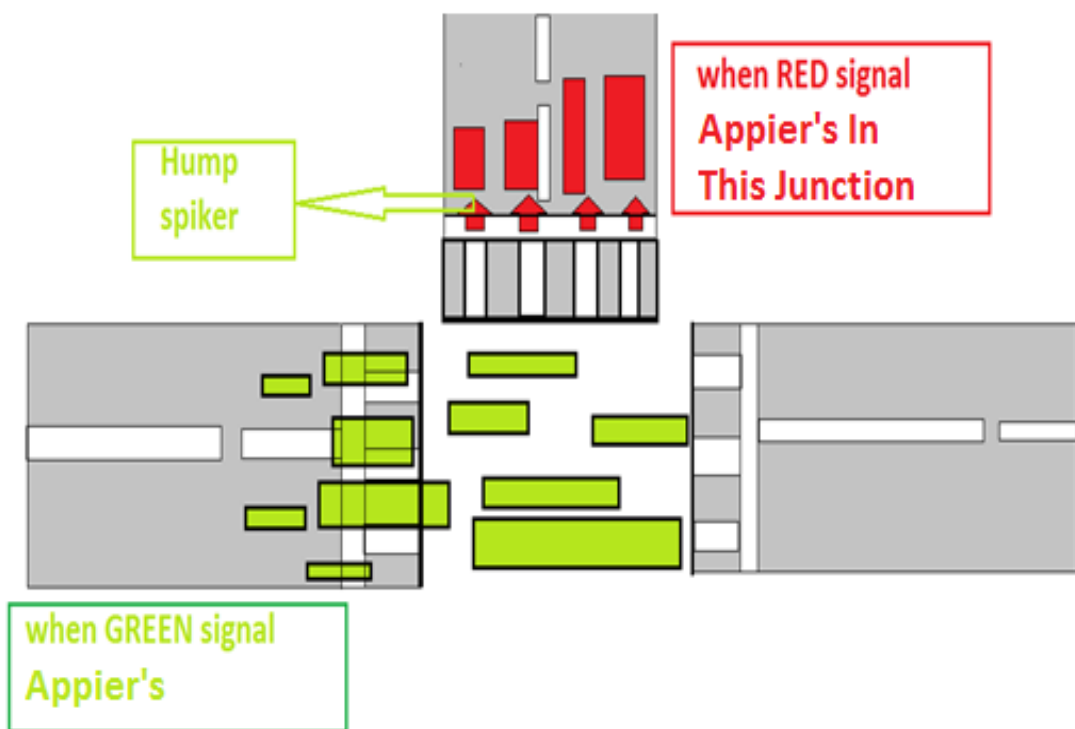 when RED signal
Appier's In
This Junction
Hump
spiker
when GREEN signal
Appier's